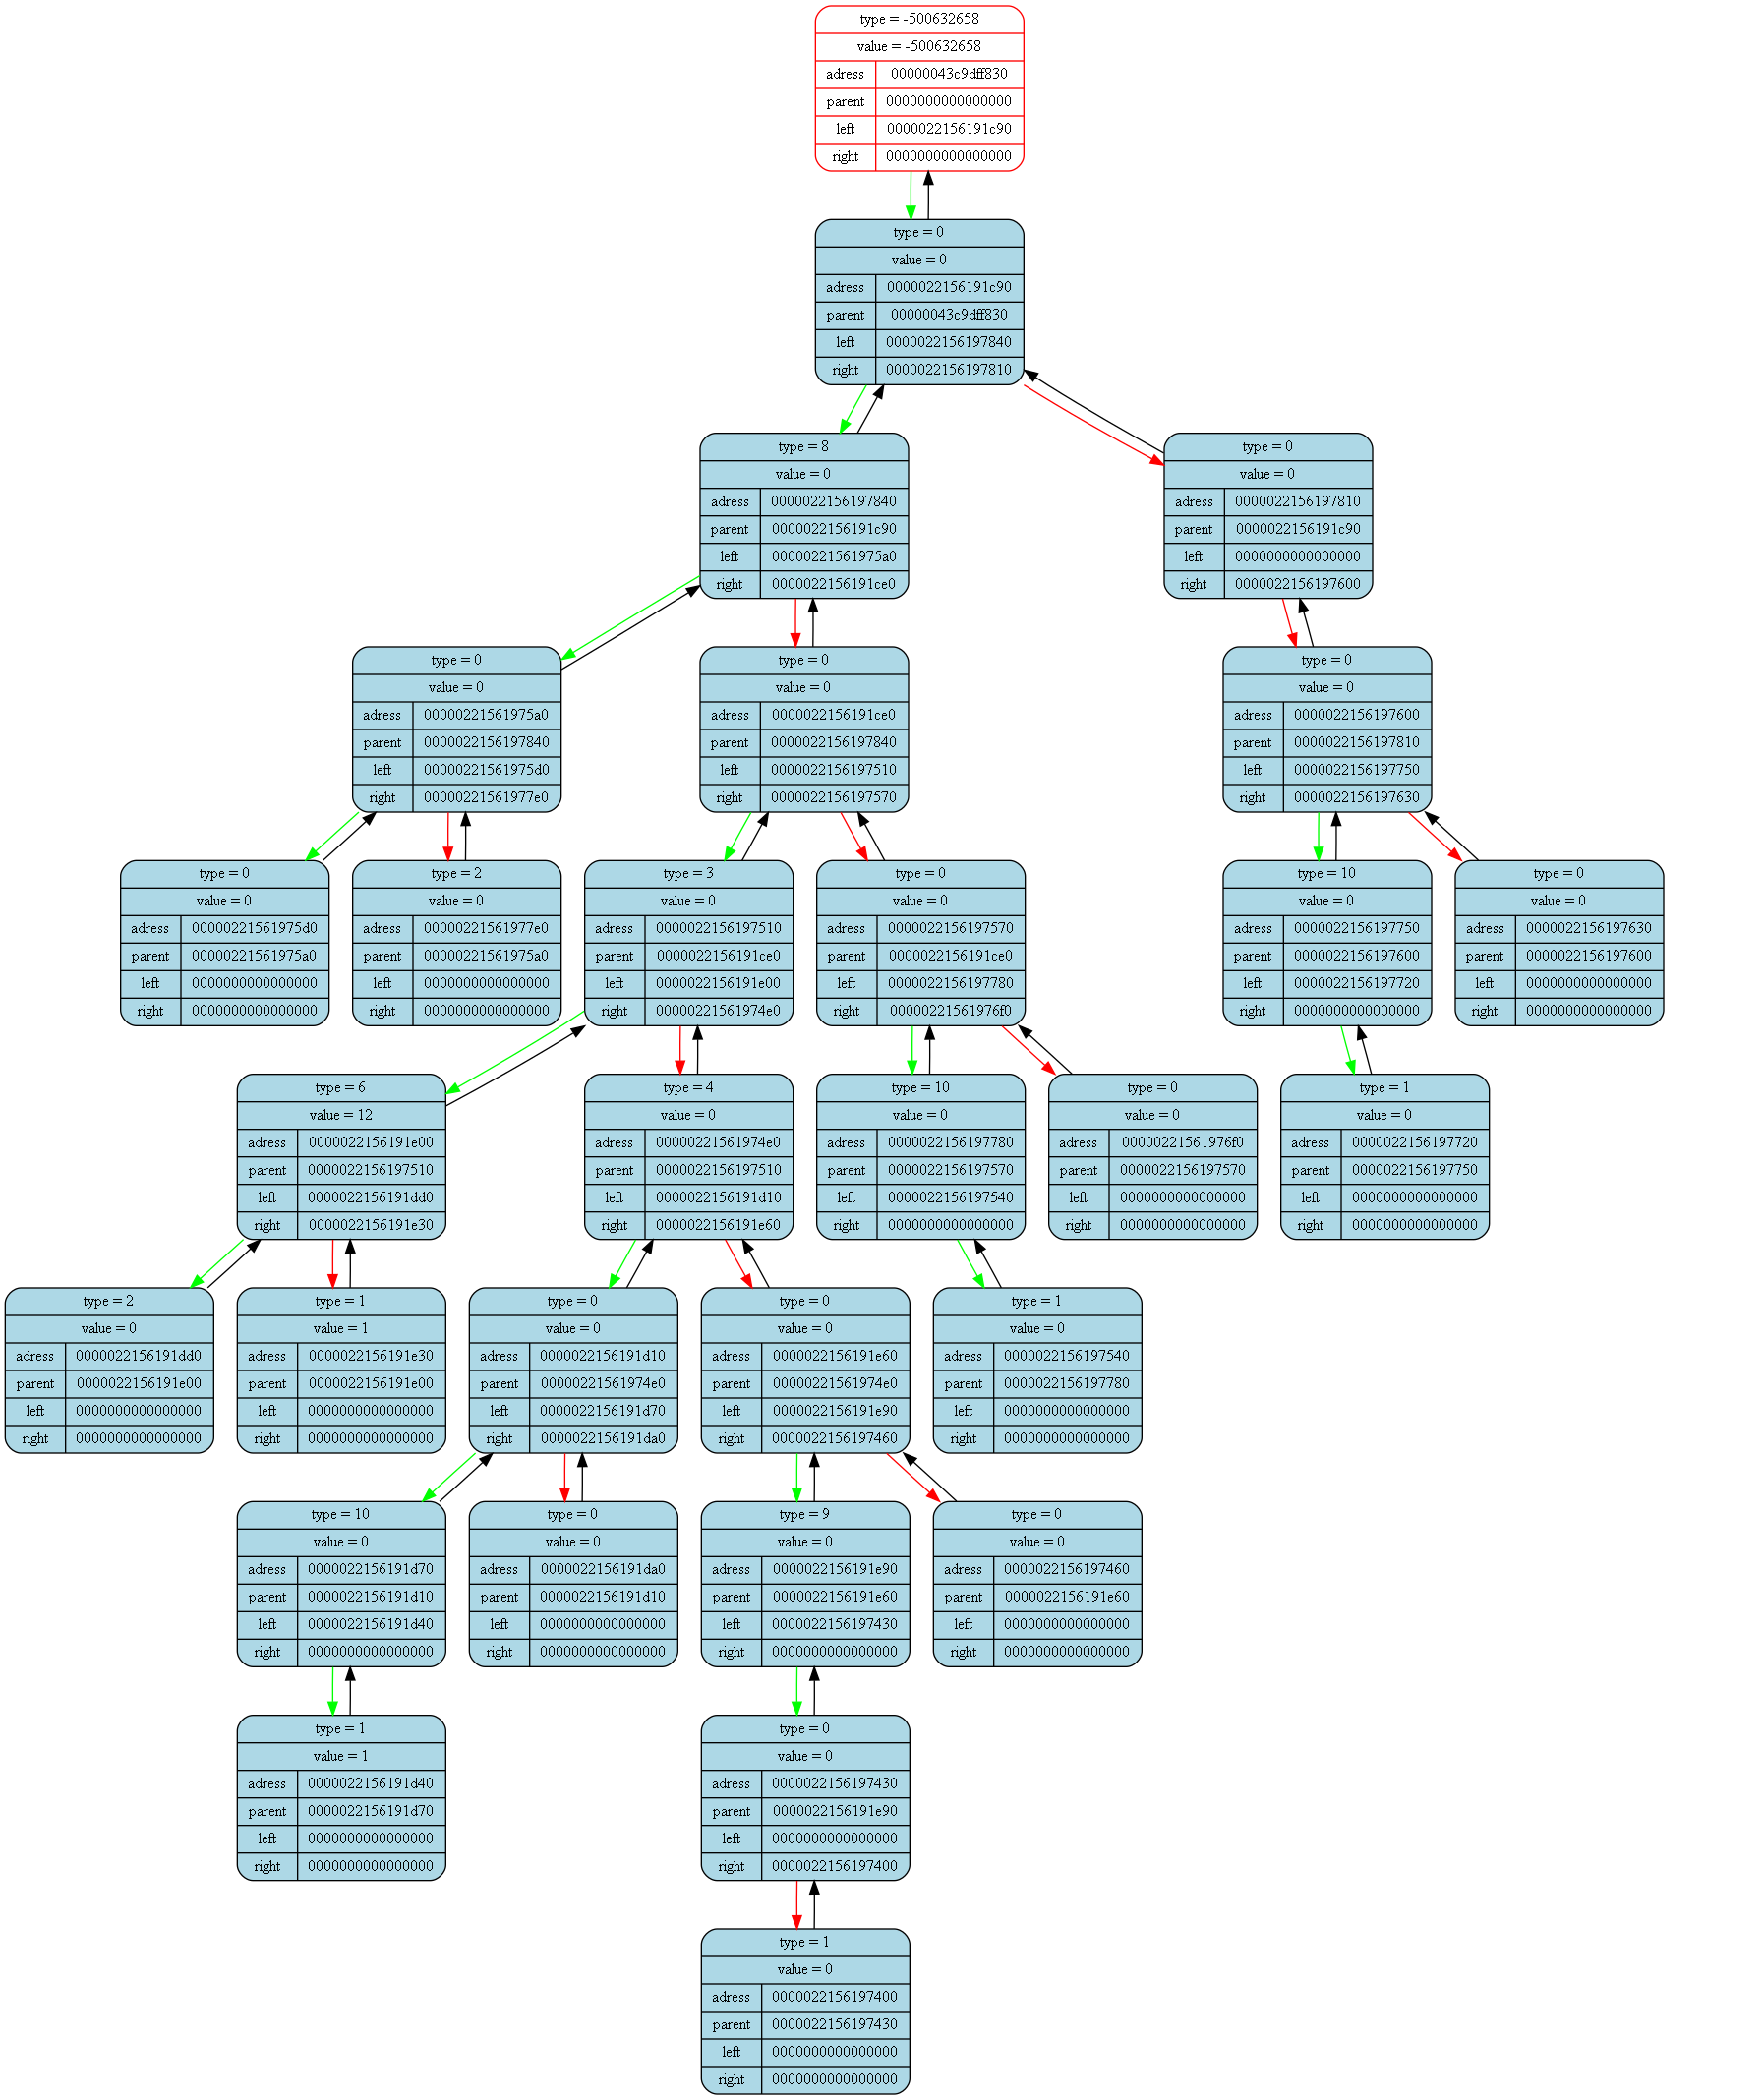 type = -500632658
value = -500632658
adress 00000043c9dff830
parent 0000000000000000
left 0000022156191c90
right 0000000000000000
type = 0
value = 0
adress 0000022156191c90
parent 00000043c9dff830
left 0000022156197840
right 0000022156197810
type = 8
value = 0
adress 0000022156197840
parent 0000022156191c90
left 00000221561975a0
right 0000022156191ce0
type = 0
value = 0
adress 0000022156197810
parent 0000022156191c90
left 0000000000000000
right 0000022156197600
type = 0
value = 0
adress 00000221561975a0
parent 0000022156197840
left 00000221561975d0
right 00000221561977e0
type = 0
value = 0
adress 0000022156191ce0
parent 0000022156197840
left 0000022156197510
right 0000022156197570
type = 0
value = 0
adress 0000022156197600
parent 0000022156197810
left 0000022156197750
right 0000022156197630
type = 0
value = 0
adress 00000221561975d0
parent 00000221561975a0
left 0000000000000000
right 0000000000000000
type = 2
value = 0
adress 00000221561977e0
parent 00000221561975a0
left 0000000000000000
right 0000000000000000
type = 3
value = 0
adress 0000022156197510
parent 0000022156191ce0
left 0000022156191e00
right 00000221561974e0
type = 0
value = 0
adress 0000022156197570
parent 0000022156191ce0
left 0000022156197780
right 00000221561976f0
type = 10
value = 0
adress 0000022156197750
parent 0000022156197600
left 0000022156197720
right 0000000000000000
type = 0
value = 0
adress 0000022156197630
parent 0000022156197600
left 0000000000000000
right 0000000000000000
type = 6
value = 12
adress 0000022156191e00
parent 0000022156197510
left 0000022156191dd0
right 0000022156191e30
type = 4
value = 0
adress 00000221561974e0
parent 0000022156197510
left 0000022156191d10
right 0000022156191e60
type = 10
value = 0
adress 0000022156197780
parent 0000022156197570
left 0000022156197540
right 0000000000000000
type = 0
value = 0
adress 00000221561976f0
parent 0000022156197570
left 0000000000000000
right 0000000000000000
type = 1
value = 0
adress 0000022156197720
parent 0000022156197750
left 0000000000000000
right 0000000000000000
type = 2
value = 0
adress 0000022156191dd0
parent 0000022156191e00
left 0000000000000000
right 0000000000000000
type = 1
value = 1
adress 0000022156191e30
parent 0000022156191e00
left 0000000000000000
right 0000000000000000
type = 0
value = 0
adress 0000022156191d10
parent 00000221561974e0
left 0000022156191d70
right 0000022156191da0
type = 0
value = 0
adress 0000022156191e60
parent 00000221561974e0
left 0000022156191e90
right 0000022156197460
type = 1
value = 0
adress 0000022156197540
parent 0000022156197780
left 0000000000000000
right 0000000000000000
type = 10
value = 0
adress 0000022156191d70
parent 0000022156191d10
left 0000022156191d40
right 0000000000000000
type = 0
value = 0
adress 0000022156191da0
parent 0000022156191d10
left 0000000000000000
right 0000000000000000
type = 9
value = 0
adress 0000022156191e90
parent 0000022156191e60
left 0000022156197430
right 0000000000000000
type = 0
value = 0
adress 0000022156197460
parent 0000022156191e60
left 0000000000000000
right 0000000000000000
type = 1
value = 1
adress 0000022156191d40
parent 0000022156191d70
left 0000000000000000
right 0000000000000000
type = 0
value = 0
adress 0000022156197430
parent 0000022156191e90
left 0000000000000000
right 0000022156197400
type = 1
value = 0
adress 0000022156197400
parent 0000022156197430
left 0000000000000000
right 0000000000000000